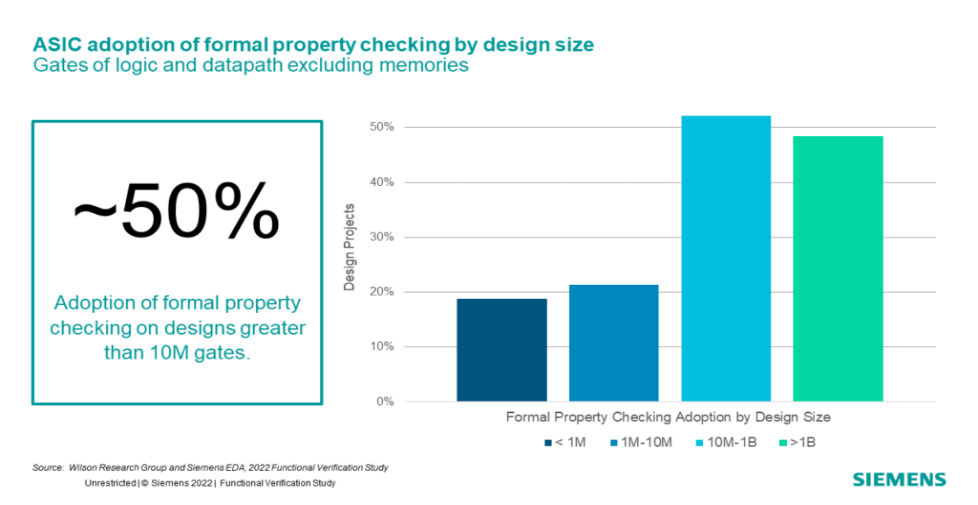 ASIC adoption of formal property checking by design size
Gates of logic and datapath excluding memories
~50%
Adoption of formal property
checking on designs greater
than 10M gates.
Design Projects
50%
40%
30%
20%
10%
0%
Formal Property Checking Adoption by Design Size
< 1M
1M-10M
10M-1B
>1B
Source: Wilson Research Group and Siemens EDA, 2022 Functional Verification Study
Unrestricted | © Siemens 2022 | Functional Verification Study
SIEMENS